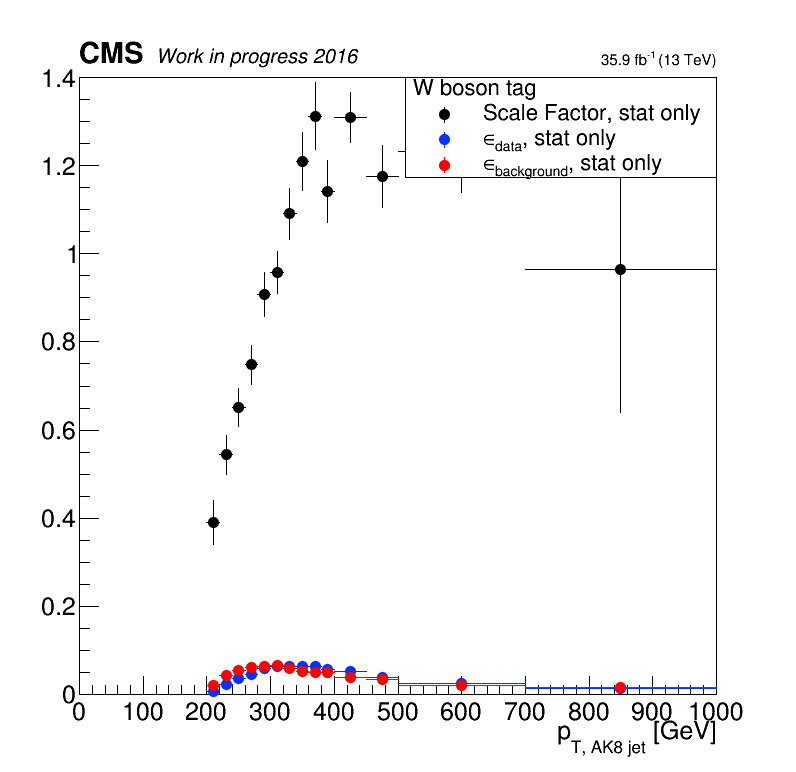 CMS Work in progress 2016
35.9 fb⁻¹ (13 TeV)
W boson tag
Scale Factor, stat only
ϵdata, stat only
ϵbackground, stat only
1.4
1.2
1
0.8
0.6
0.4
0.2
0
0 100 200 300 400 500 600 700 800 900 1000
pT, AK8 jet [GeV]